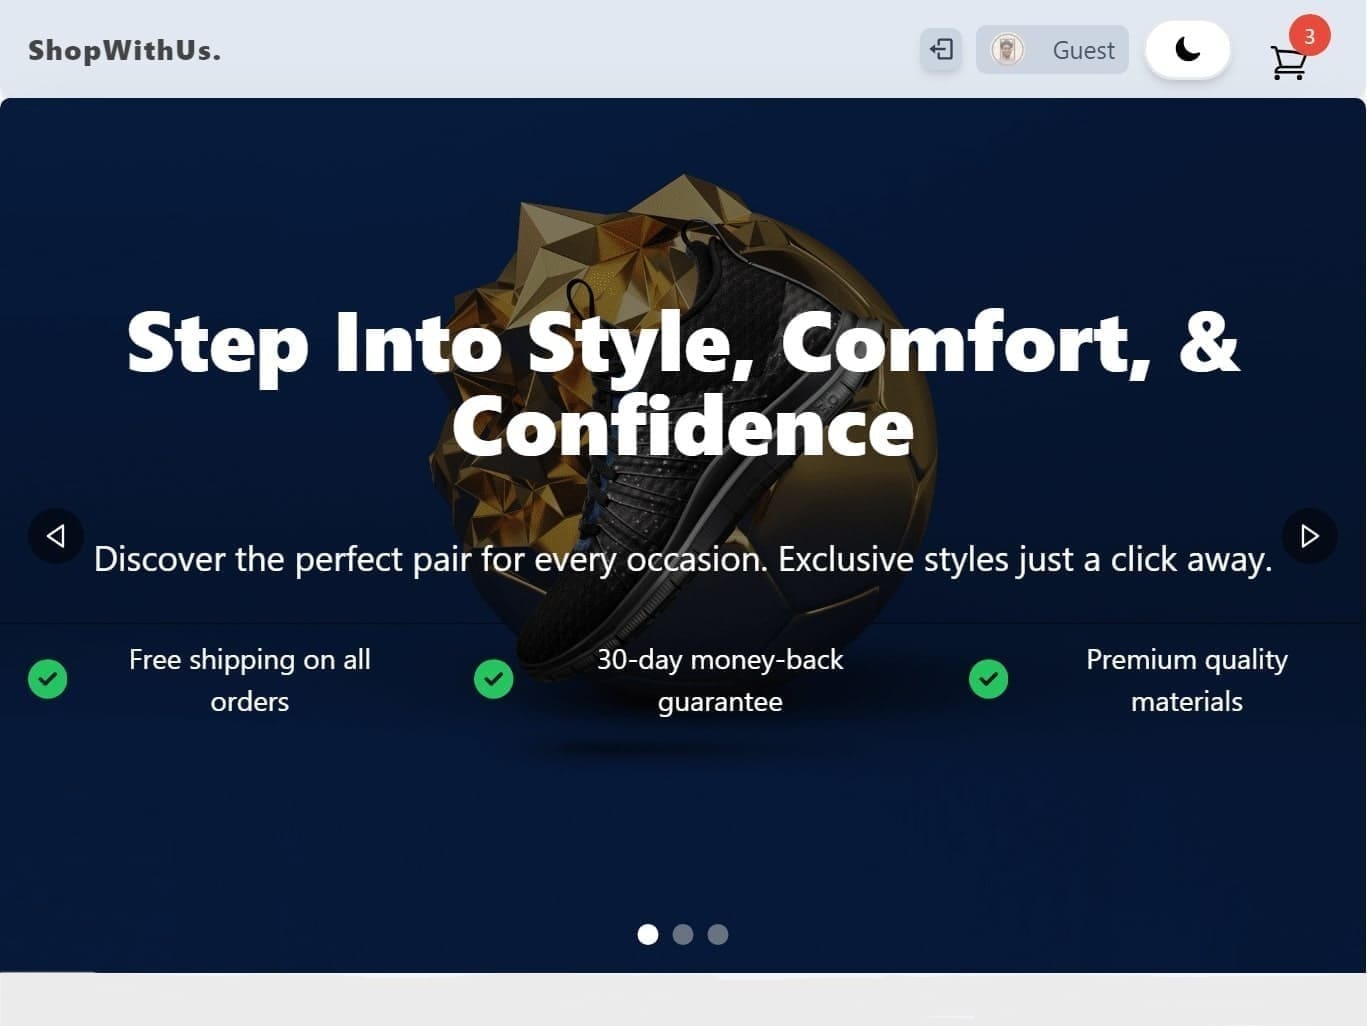 ShopWithUs.
Guest
3
Step Into Style, Comfort, &
Confidence
Discover the perfect pair for every occasion. Exclusive styles just a click away.
Free shipping on all
orders
30-day money-back
guarantee
Premium quality
materials